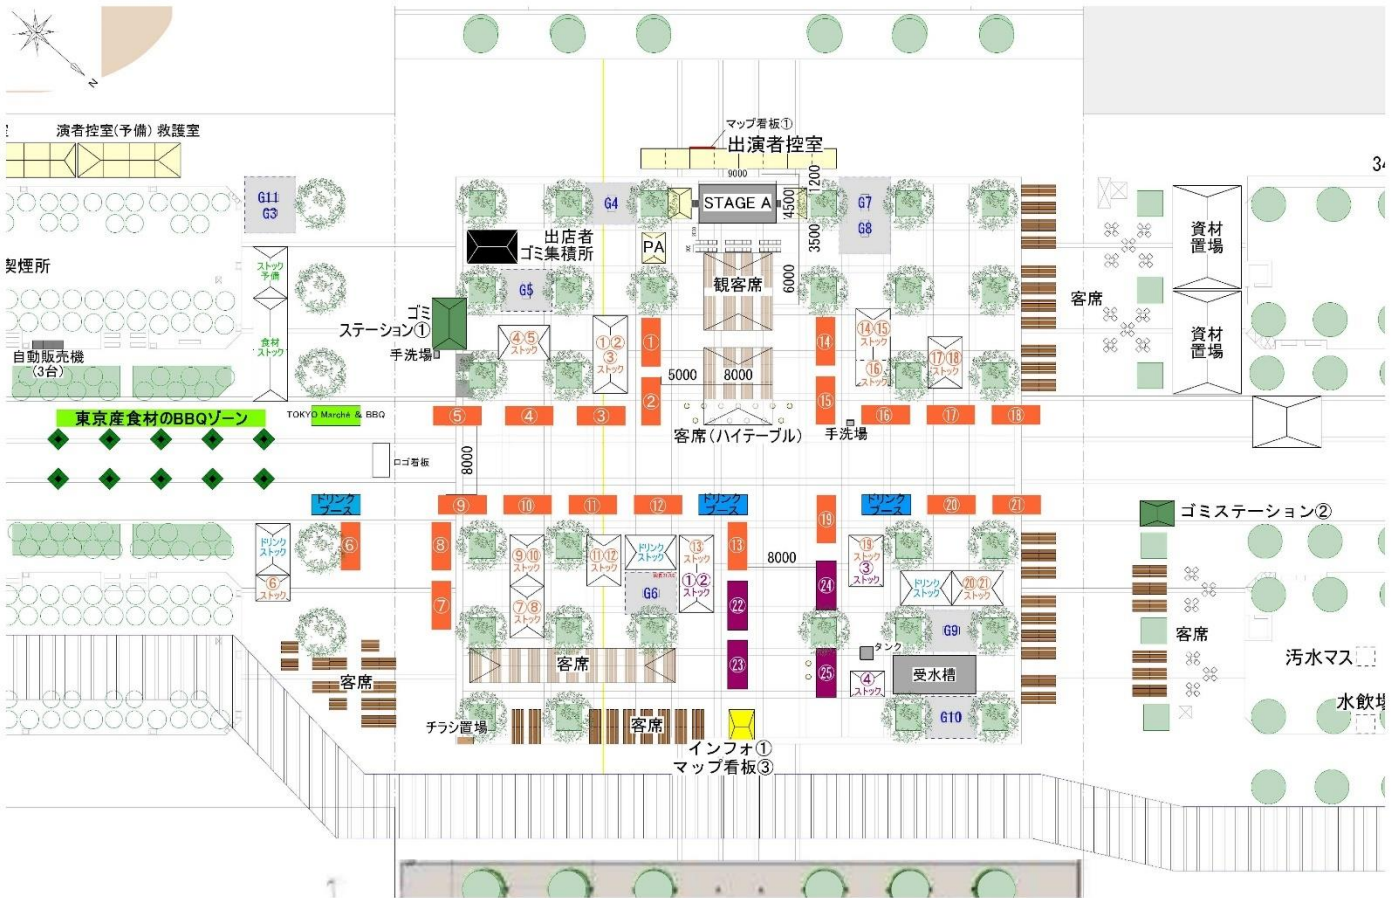 N
演者控室(予備) 救護室
マップ看板①
出演者控室
9000
1200
4500
3500
6000
STAGE A
G11
G3
G4
G7
G8
出店者
ゴミ集積所
PA
観客席
資材
置場
客席
喫煙所
ストック
予備
G5
ゴミ
ステーション①
手洗場
食材
ストック
④⑤
ストック
①②
③
ストック
①
⑭
⑭⑮
ストック
⑯
ストック
⑰⑱
ストック
資材
置場
自動販売機
(3台)
5000
8000
②
⑮
東京産食材のBBQゾーン
TOKYO Marché & BBQ
⑤
④
③
⑯
⑰
⑱
客席(ハイテーブル)
手洗場
ロゴ看板
8000
ドリンク
ブース
⑨
⑩
⑪
⑫
ドリンク
ブース
⑲
ドリンク
ブース
⑳
㉑
ゴミステーション②
ドリンク
ストック
⑥
⑧
⑨⑩
ストック
⑪⑫
ストック
ドリンク
ストック
⑬
ストック
①②
ストック
⑬
8000
⑲
ストック
③
ストック
⑥
ストック
⑦
⑦⑧
ストック
G6
㉒
㉔
ドリンク
ストック
⑳㉑
ストック
G9
客席
客席
客席
㉓
㉕
タンク
④
ストック
受水槽
汚水マス
水飲場
チラシ置場
客席
G10
インフォ①
マップ看板③